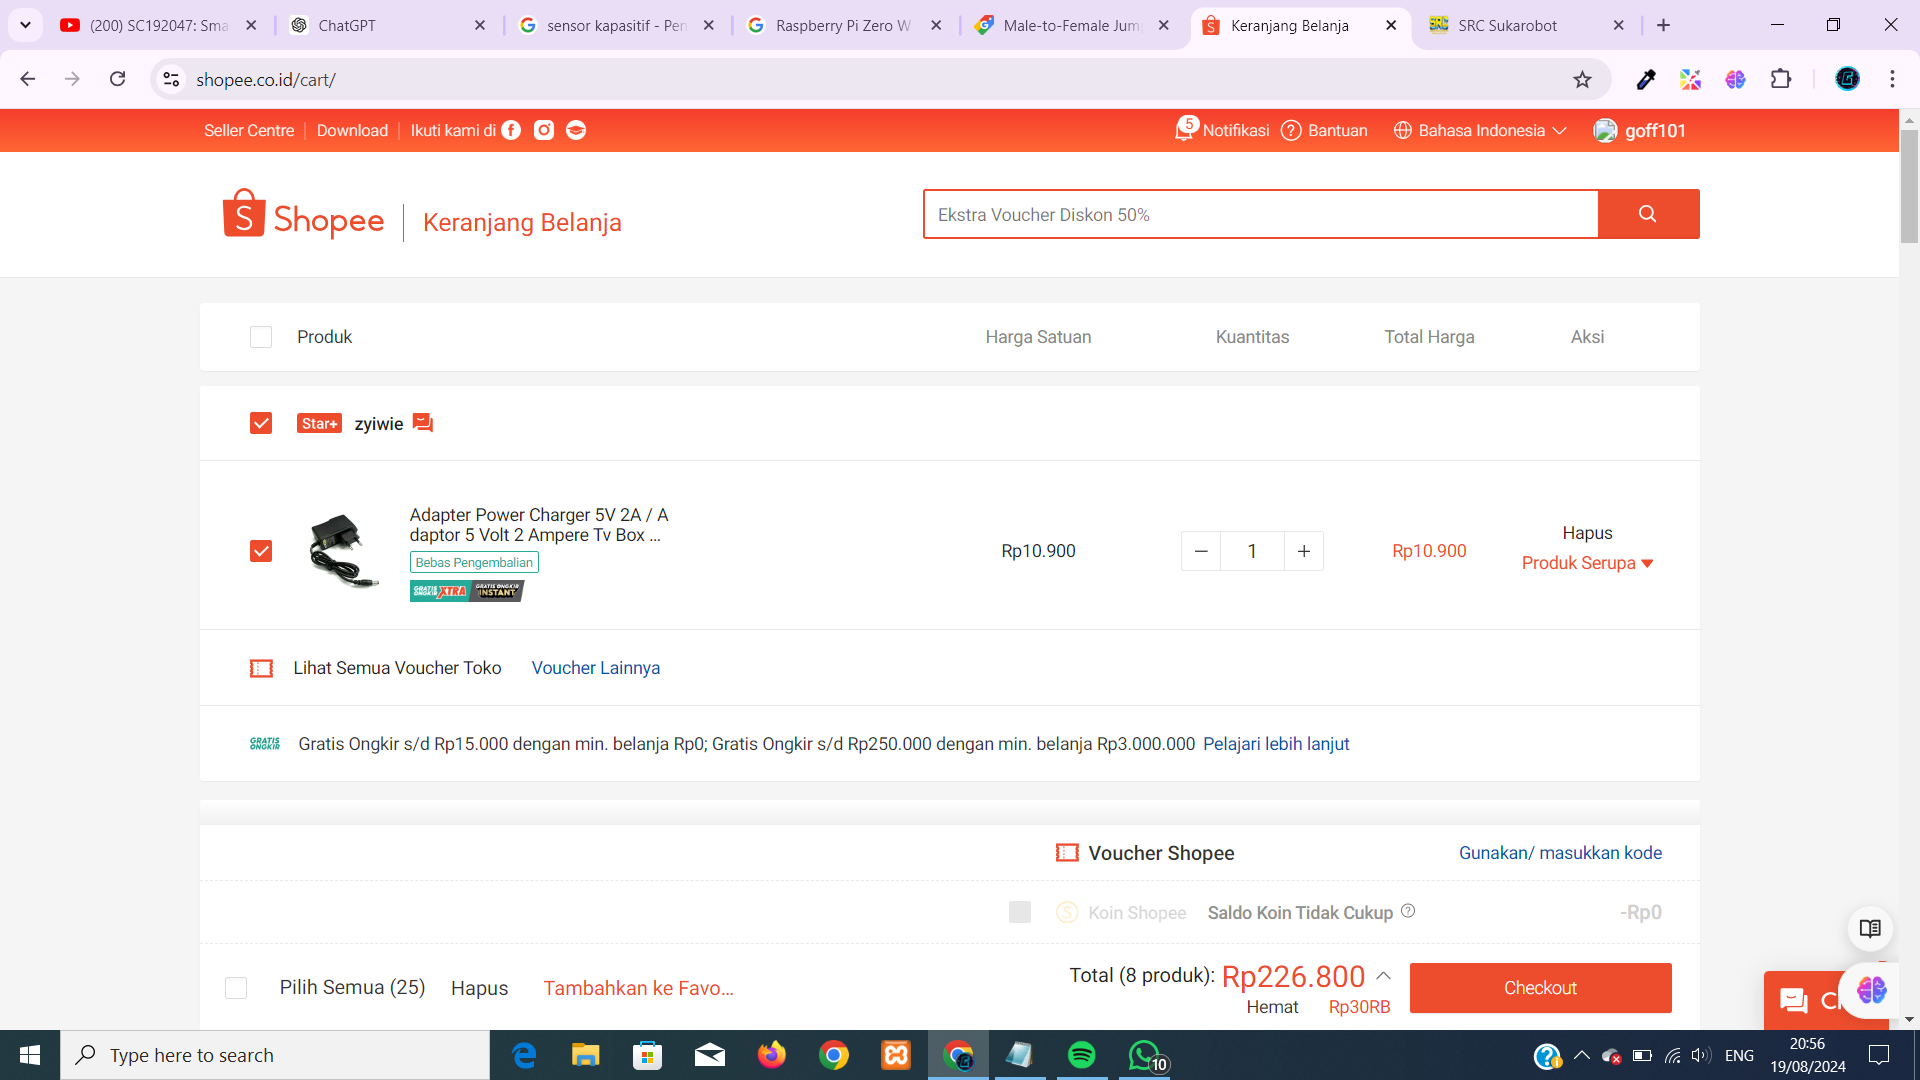 (200) SC192047: Sma
ChatGPT
sensor kapasitif - Pen
Raspberry Pi Zero W
Male-to-Female Jum
Keranjang Belanja
SRC Sukarobot
shopee.co.id/cart/
Seller Centre
Download
Ikuti kami di
5
Notifikasi
Bantuan
Bahasa Indonesia
goff101
Shopee
Keranjang Belanja
Ekstra Voucher Diskon 50%
Produk
Harga Satuan
Kuantitas
Total Harga
Aksi
Star+
zyiwie
Adapter Power Charger 5V 2A / A
daptor 5 Volt 2 Ampere Tv Box ...
Bebas Pengembalian
GRATIS ONGKIR XTRA
GRATIS ONGKIR INSTANT
Rp10.900
− 1 +
Rp10.900
Hapus
Produk Serupa
Lihat Semua Voucher Toko
Voucher Lainnya
GRATIS ONGKIR
Gratis Ongkir s/d Rp15.000 dengan min. belanja Rp0; Gratis Ongkir s/d Rp250.000 dengan min. belanja Rp3.000.000 Pelajari lebih lanjut
Voucher Shopee
Gunakan/ masukkan kode
Koin Shopee
Saldo Koin Tidak Cukup
-Rp0
Pilih Semua (25)
Hapus
Tambahkan ke Favo...
Total (8 produk): Rp226.800
Hemat Rp30RB
Checkout
Type here to search
10
ENG
20:56
19/08/2024